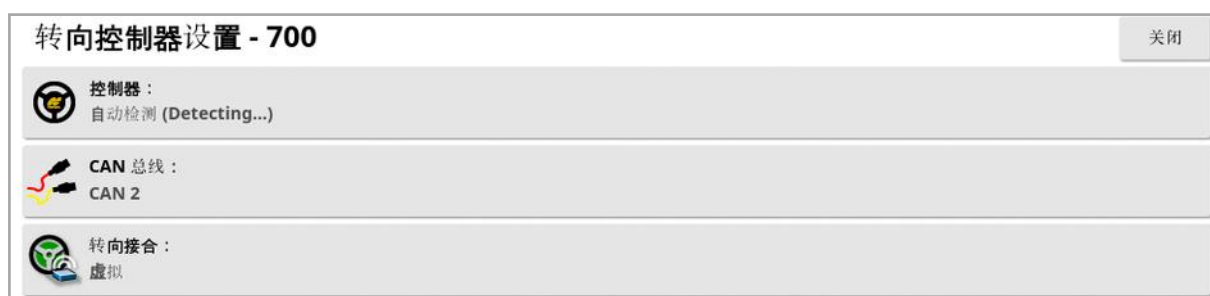 转向控制器设置 - 700
关闭
控制器：
自动检测 (Detecting...)
CAN 总线：
CAN 2
转向接合：
虚拟